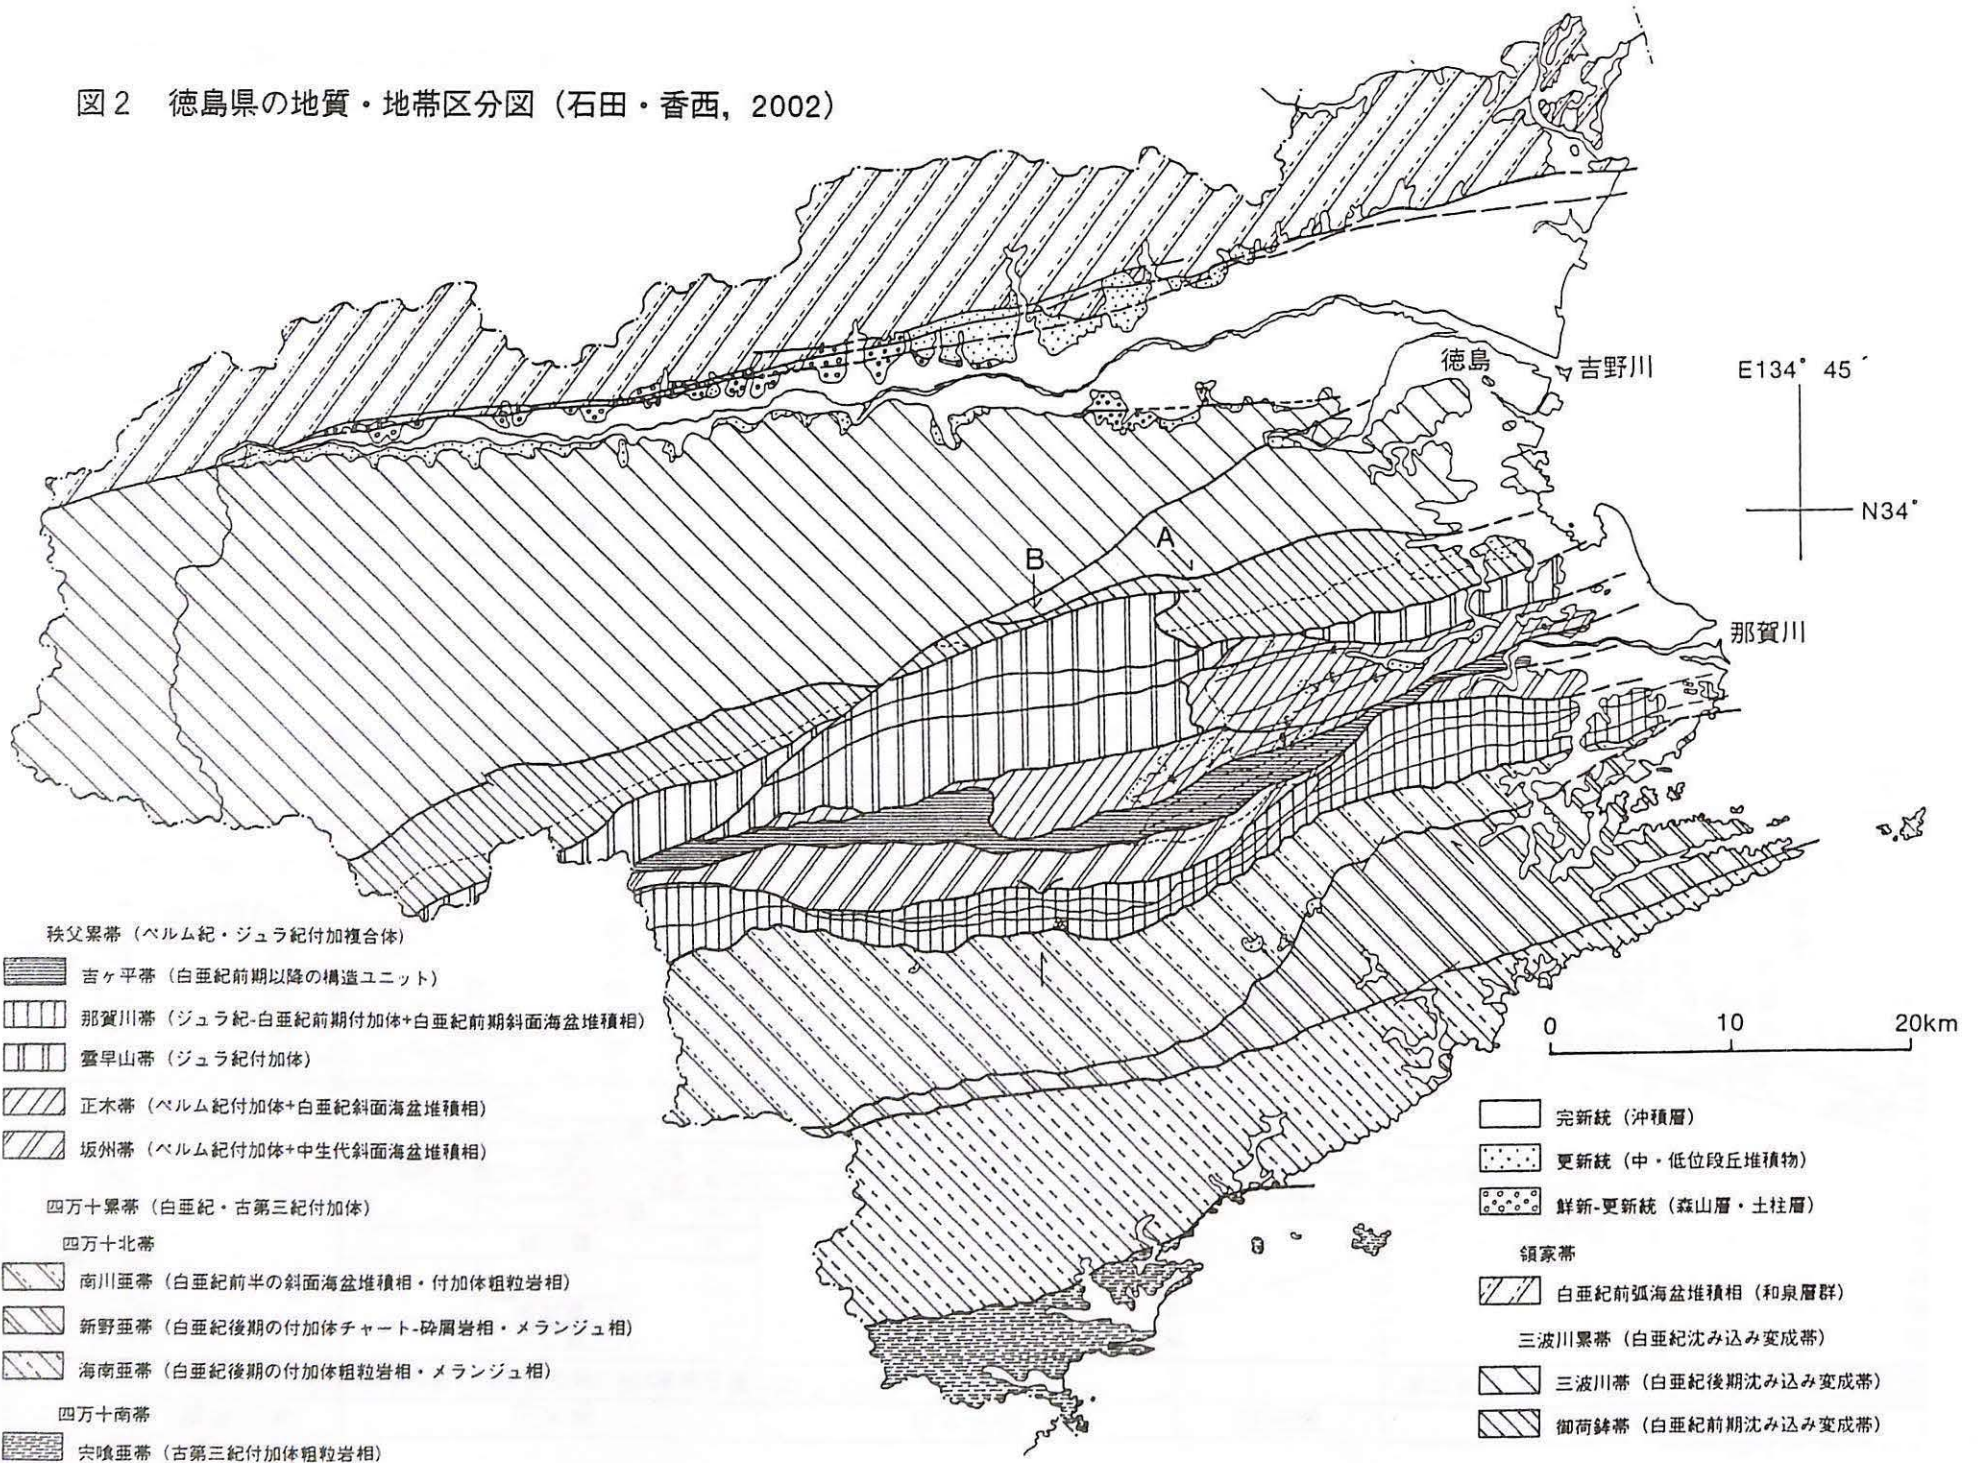 図2 徳島県の地質・地帯区分図（石田・香西，2002）
徳島
吉野川
E134° 45′
N34°
A
B
那賀川
0 10 20km
秩父累帯（ペルム紀・ジュラ紀付加複合体）
吉ヶ平帯（白亜紀前期以降の構造ユニット）
那賀川帯（ジュラ紀-白亜紀前期付加体+白亜紀前期斜面海盆堆積相）
雲早山帯（ジュラ紀付加体）
正木帯（ペルム紀付加体+白亜紀斜面海盆堆積相）
坂州帯（ペルム紀付加体+中生代斜面海盆堆積相）
四万十累帯（白亜紀・古第三紀付加体）
四万十北帯
南川亜帯（白亜紀前半の斜面海盆堆積相・付加体粗粒岩相）
新野亜帯（白亜紀後期の付加体チャート-砕屑岩相・メランジュ相）
海南亜帯（白亜紀後期の付加体粗粒岩相・メランジュ相）
四万十南帯
宍喰亜帯（古第三紀付加体粗粒岩相）
完新統（沖積層）
更新統（中・低位段丘堆積物）
鮮新-更新統（森山層・土柱層）
領家帯
白亜紀前弧海盆堆積相（和泉層群）
三波川累帯（白亜紀沈み込み変成帯）
三波川帯（白亜紀後期沈み込み変成帯）
御荷鉾帯（白亜紀前期沈み込み変成帯）